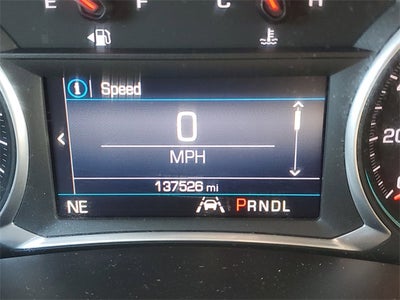 E F C H
i Speed
0
MPH
137526 mi
NE PRNDL
20